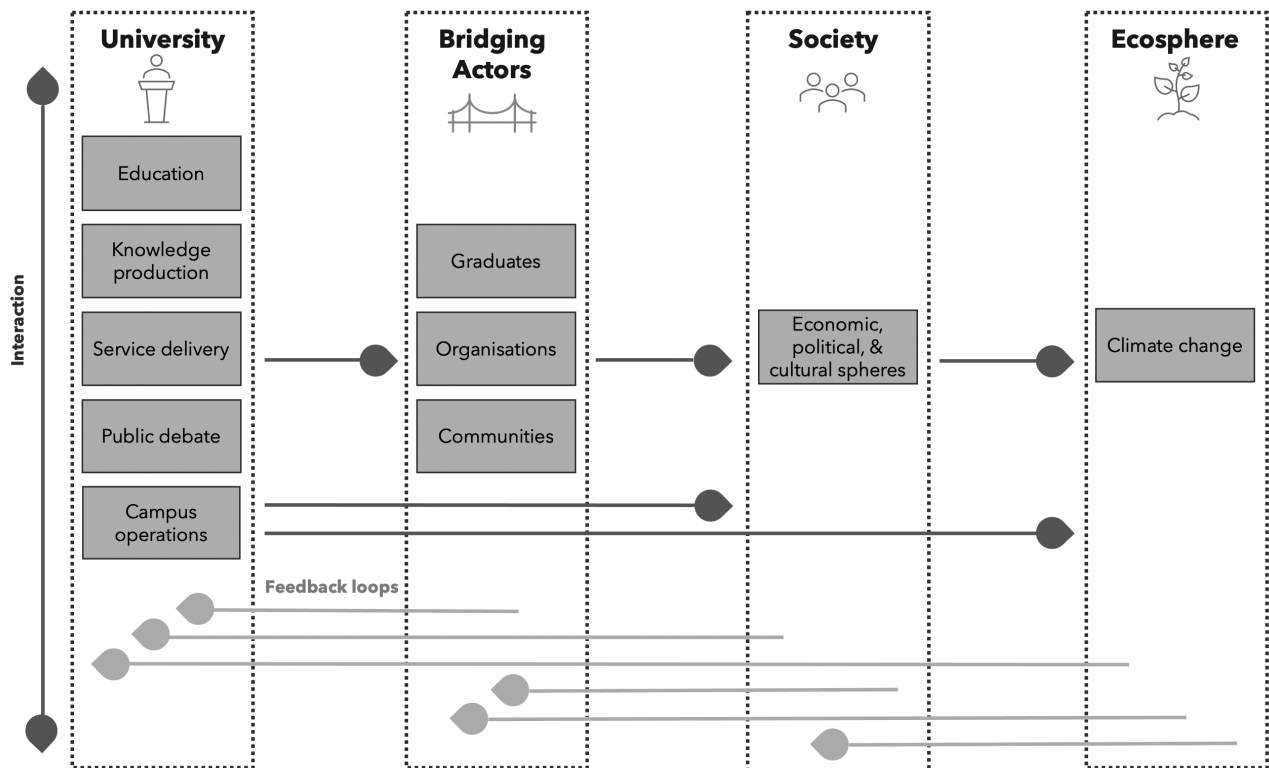 University
Bridging
Actors
Society
Ecosphere
Interaction
Education
Knowledge
production
Service delivery
Public debate
Campus
operations
Graduates
Organisations
Communities
Economic,
political, &
cultural spheres
Climate change
Feedback loops